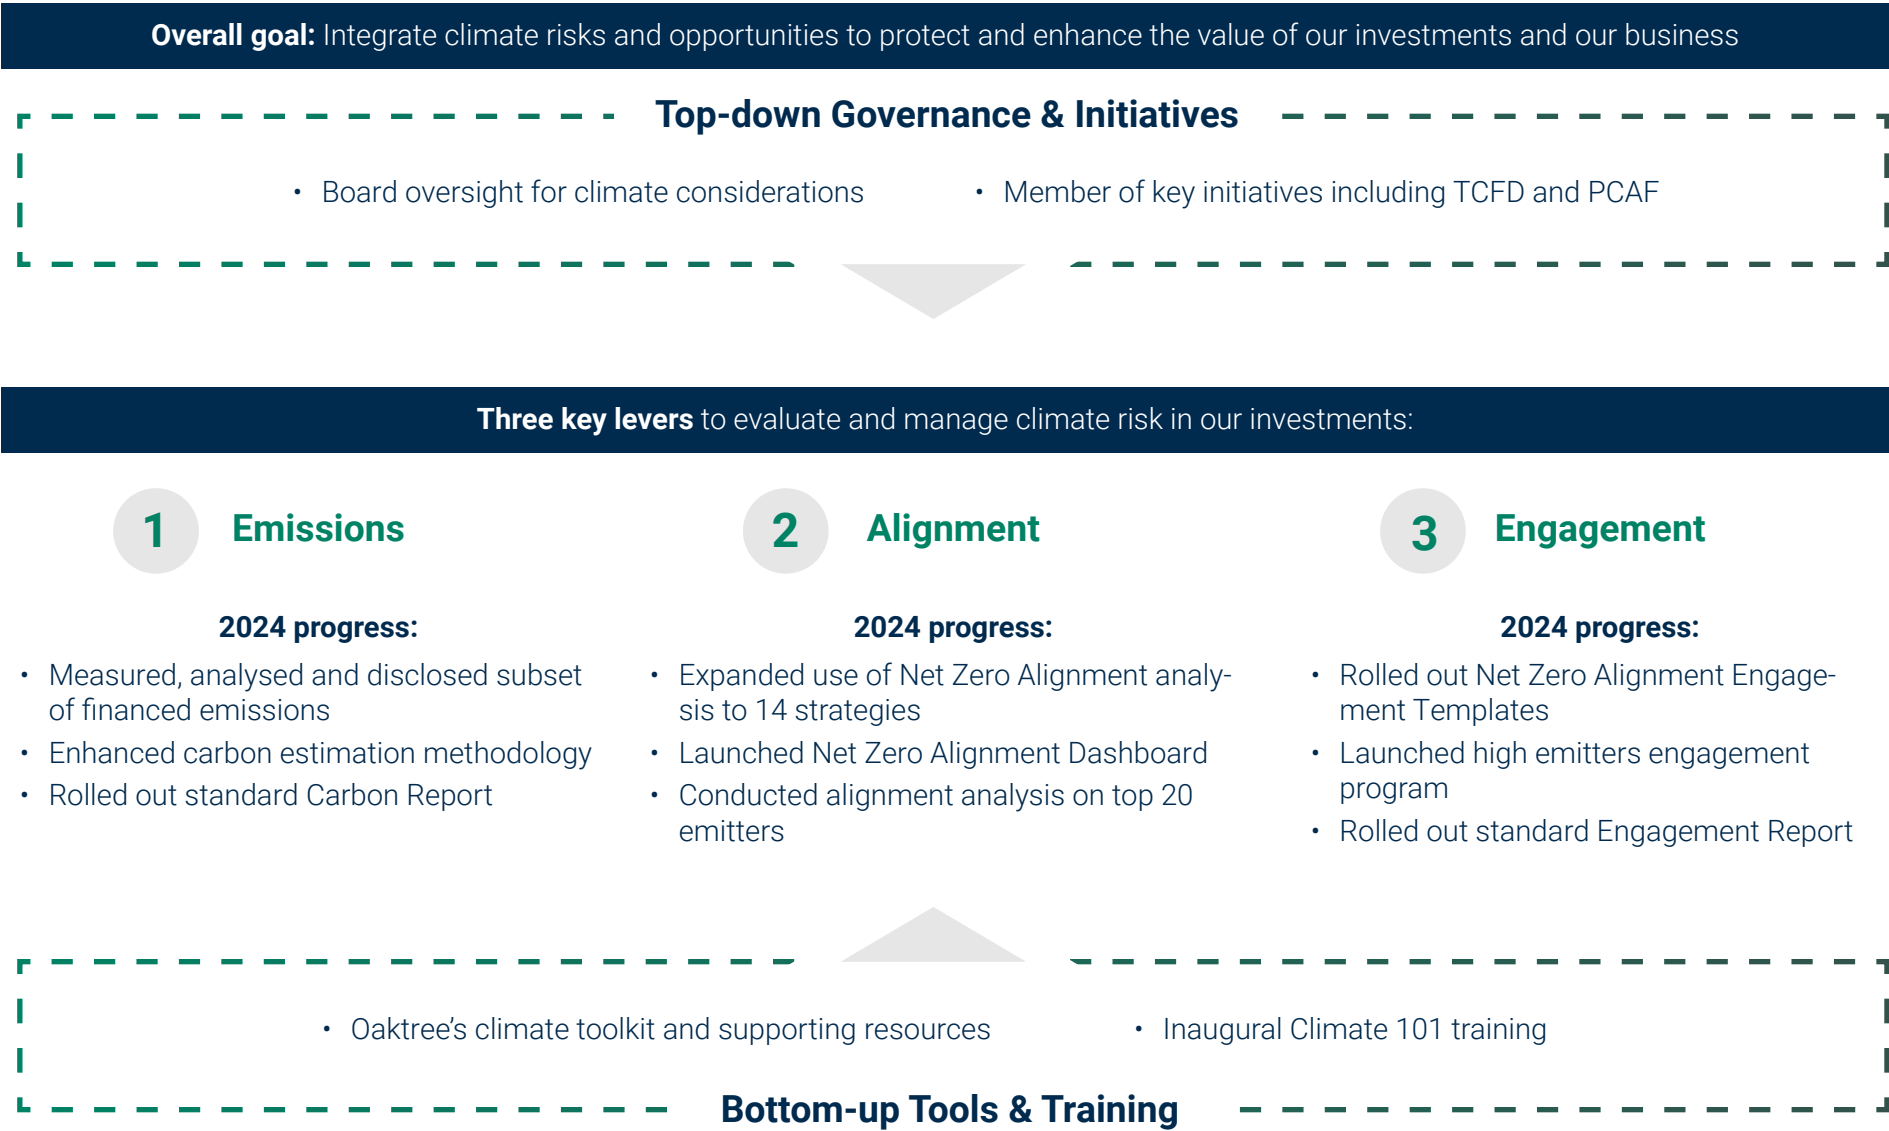 Overall goal: Integrate climate risks and opportunities to protect and enhance the value of our investments and our business
Top-down Governance & Initiatives
• Board oversight for climate considerations
• Member of key initiatives including TCFD and PCAF
Three key levers to evaluate and manage climate risk in our investments:
1 Emissions
2024 progress:
• Measured, analysed and disclosed subset
of financed emissions
• Enhanced carbon estimation methodology
• Rolled out standard Carbon Report
2 Alignment
2024 progress:
• Expanded use of Net Zero Alignment analy-
sis to 14 strategies
• Launched Net Zero Alignment Dashboard
• Conducted alignment analysis on top 20
emitters
3 Engagement
2024 progress:
• Rolled out Net Zero Alignment Engage-
ment Templates
• Launched high emitters engagement
program
• Rolled out standard Engagement Report
• Oaktree’s climate toolkit and supporting resources
• Inaugural Climate 101 training
Bottom-up Tools & Training